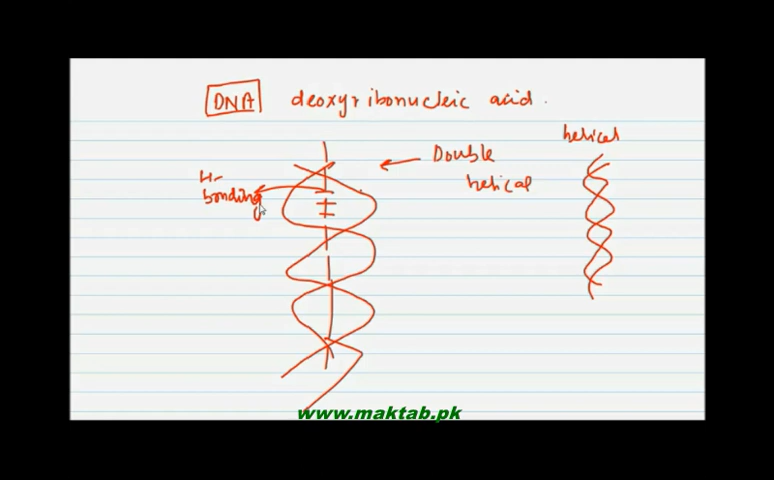 DNA deoxyribonucleic acid.
helical
Double
helical
H-
bonding
www.maktab.pk